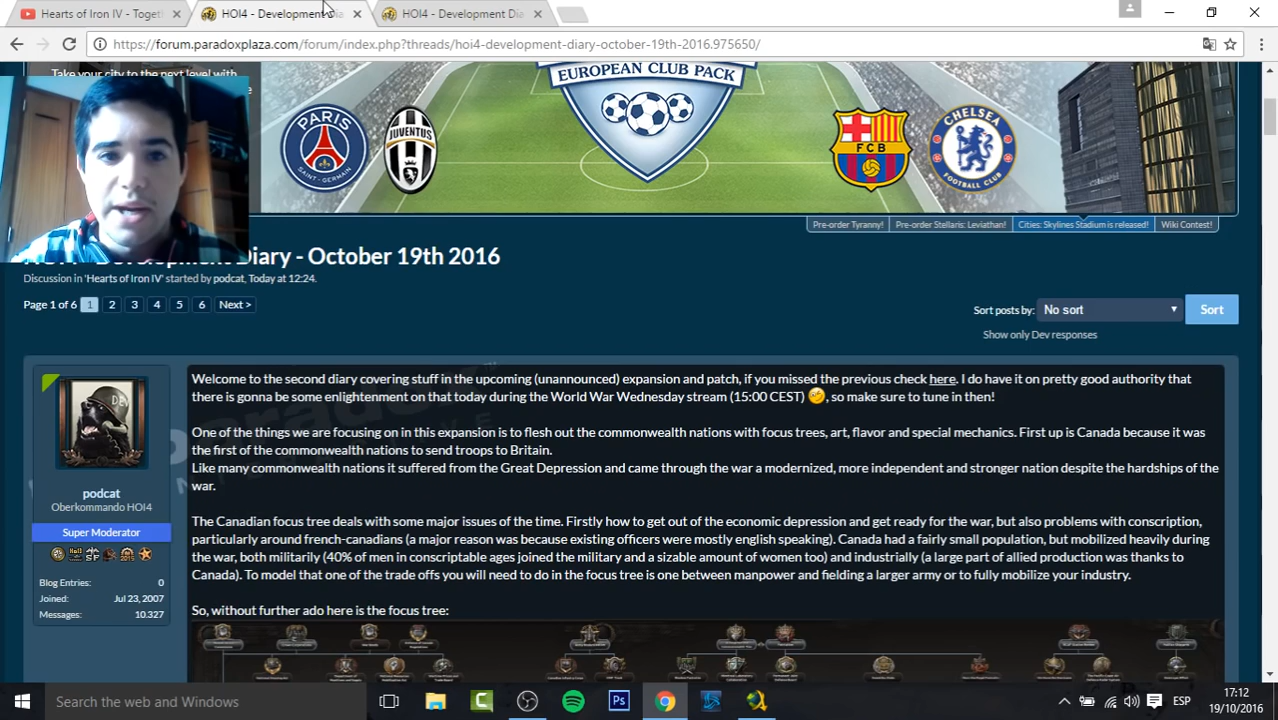 Hearts of Iron IV - Toget
HOI4 - Development Dia
HOI4 - Development Dia
https://forum.paradoxplaza.com/forum/index.php?threads/hoi4-development-diary-october-19th-2016.975650/
Take your city to the next level with
EUROPEAN CLUB PACK
PARIS
SAINT-GERMAIN
JUVENTUS
FCB
CHELSEA
FOOTBALL CLUB
Pre-order Tyranny!
Pre-order Stellaris: Leviathan!
Cities: Skylines Stadium is released!
Wiki Contest!
Diary - October 19th 2016
Discussion in 'Hearts of Iron IV' started by podcat, Today at 12:24.
Page 1 of 6 1 2 3 4 5 6 Next >
Sort posts by: No sort Sort
Show only Dev responses
Welcome to the second diary covering stuff in the upcoming (unannounced) expansion and patch, if you missed the previous check here. I do have it on pretty good authority that
there is gonna be some enlightenment on that today during the World War Wednesday stream (15:00 CEST) , so make sure to tune in then!
One of the things we are focusing on in this expansion is to flesh out the commonwealth nations with focus trees, art, flavor and special mechanics. First up is Canada because it was
the first of the commonwealth nations to send troops to Britain.
Like many commonwealth nations it suffered from the Great Depression and came through the war a modernized, more independent and stronger nation despite the hardships of the
war.
The Canadian focus tree deals with some major issues of the time. Firstly how to get out of the economic depression and get ready for the war, but also problems with conscription,
particularly around french-canadians (a major reason was because existing officers were mostly english speaking). Canada had a fairly small population, but mobilized heavily during
the war, both militarily (40% of men in conscriptable ages joined the military and a sizable amount of women too) and industrially (a large part of allied production was thanks to
Canada). To model that one of the trade offs you will need to do in the focus tree is one between manpower and fielding a larger army or to fully mobilize your industry.
So, without further ado here is the focus tree:
podcat
Oberkommando HOI4
Super Moderator
Blog Entries: 0
Joined: Jul 23, 2007
Messages: 10.327
Search the web and Windows
Ps
ESP
17:12
19/10/2016